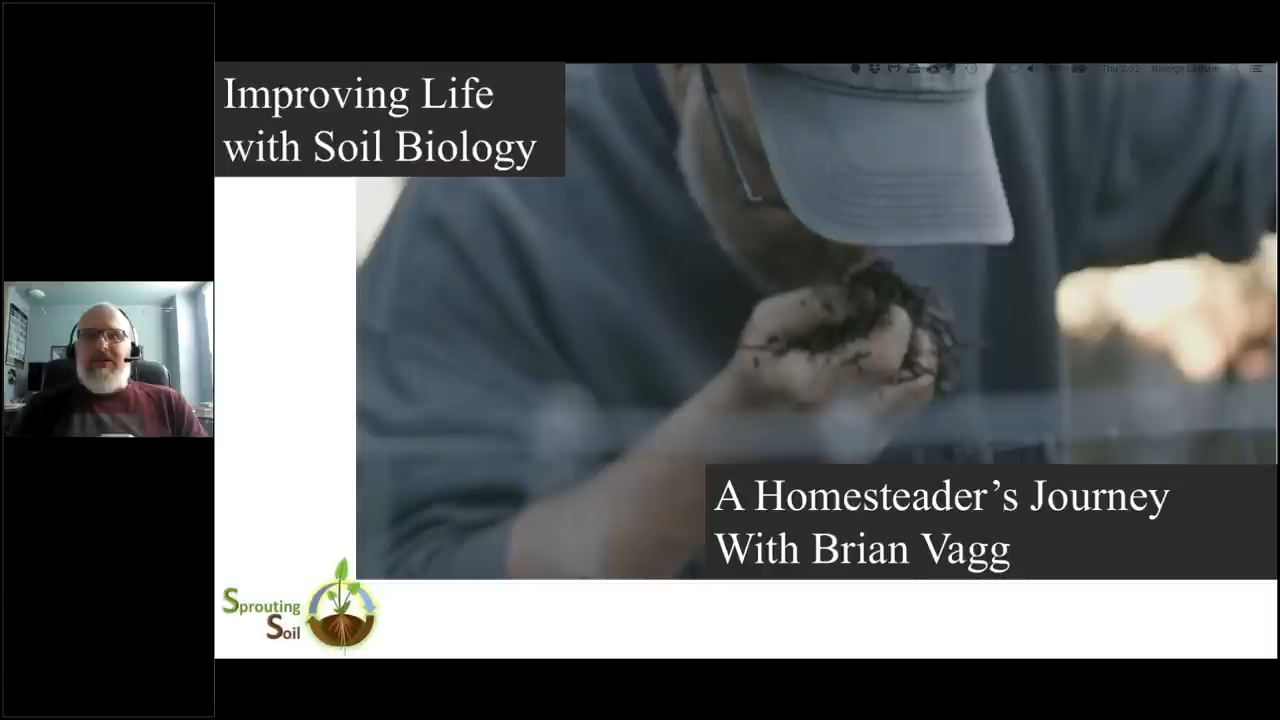 Improving Life
with Soil Biology
A Homesteader’s Journey
With Brian Vagg
Sprouting
Soil